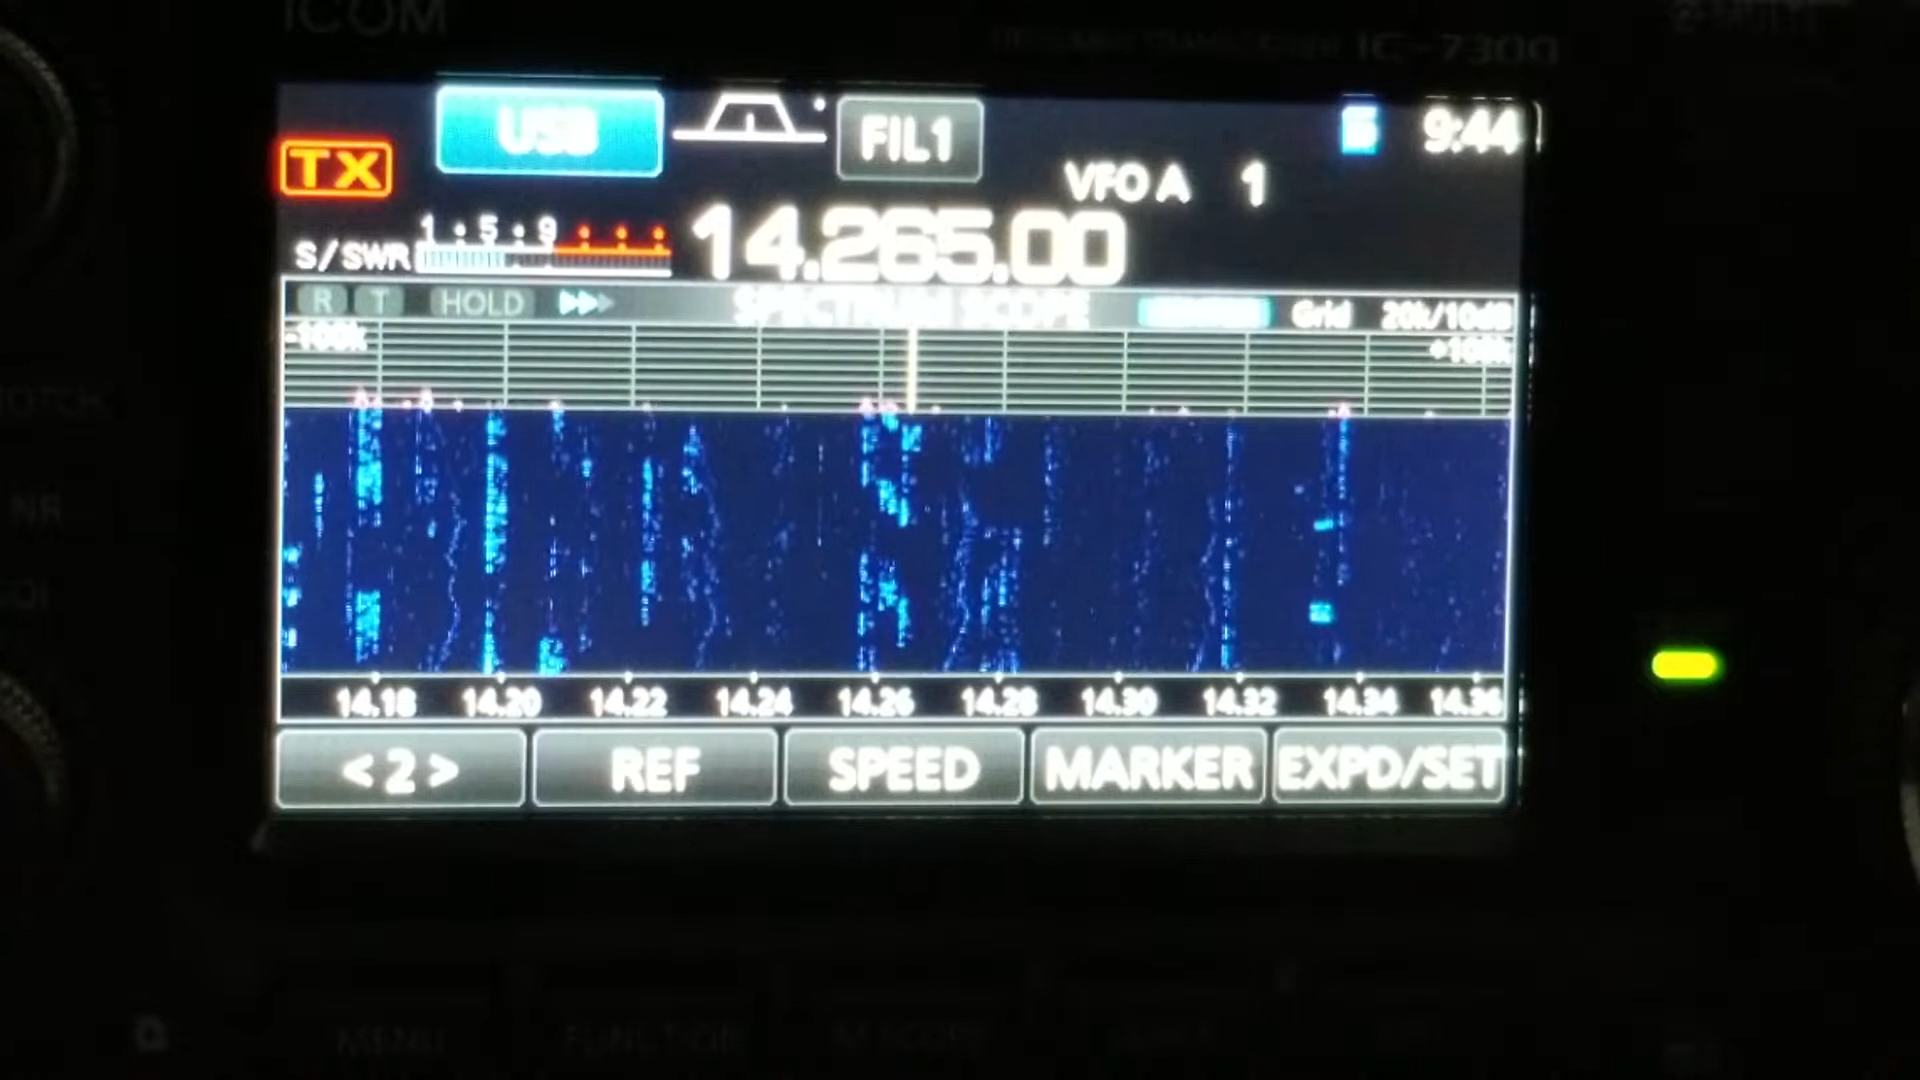 ICOM
IC-7300
USB FIL1 9:44
TX VFO A 1
1 5 9
S/SWR 14.265.00
R T HOLD SPECTRUM SCOPE Grid 20k/10dB
-100k +100k
14.18 14.20 14.22 14.24 14.26 14.28 14.30 14.32 14.34 14.36
<2> REF SPEED MARKER EXPD/SET
NOTCH
NR
MENU FUNCTION M.SCOPE